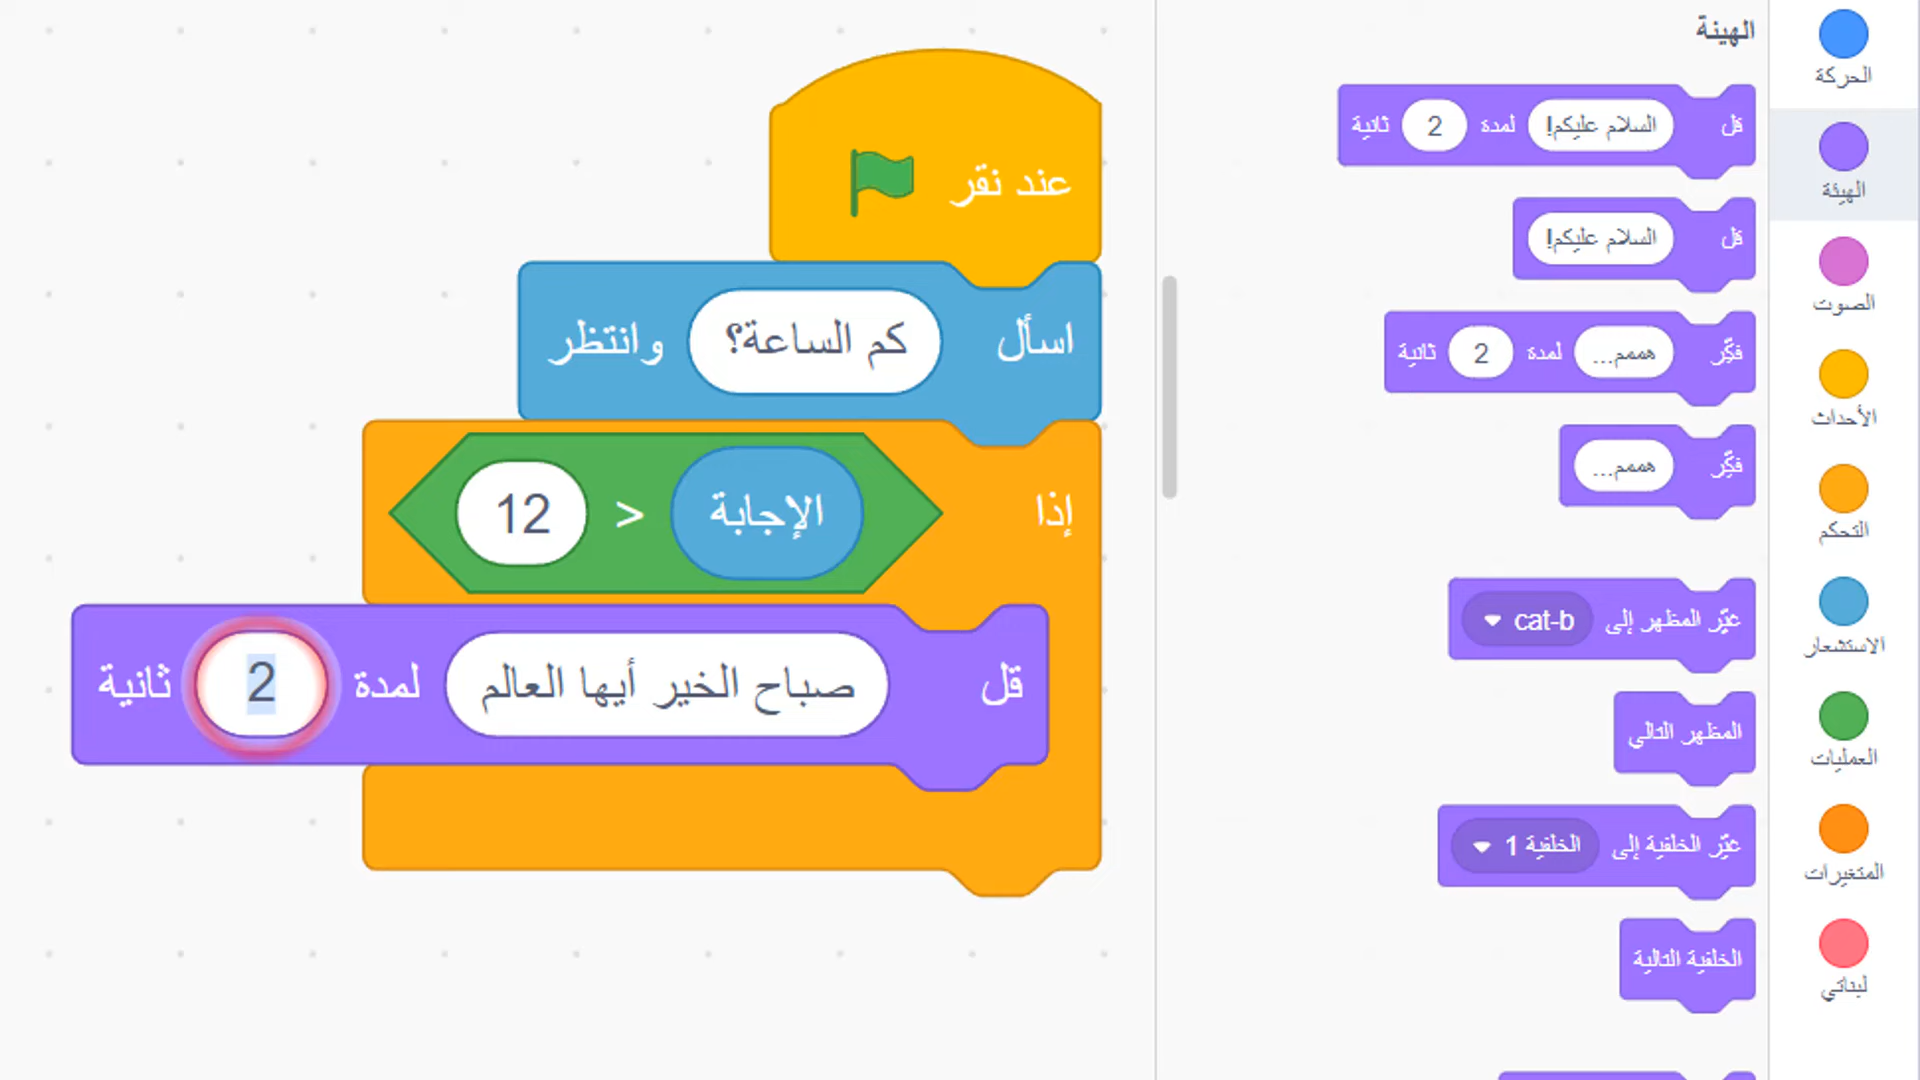 عند نقر
اسأل كم الساعة؟ وانتظر
إذا الإجابة > 12
قل صباح الخير أيها العالم لمدة 2 ثانية
الهيئة
قل السلام عليكم! لمدة 2 ثانية
قل السلام عليكم!
فكِّر هممم... لمدة 2 ثانية
فكِّر هممم...
غيِّر المظهر إلى cat-b
المظهر التالي
غيِّر الخلفية إلى الخلفية 1
الخلفية التالية
الحركة
الهيئة
الصوت
الأحداث
التحكم
الاستشعار
العمليات
المتغيرات
لبناتي